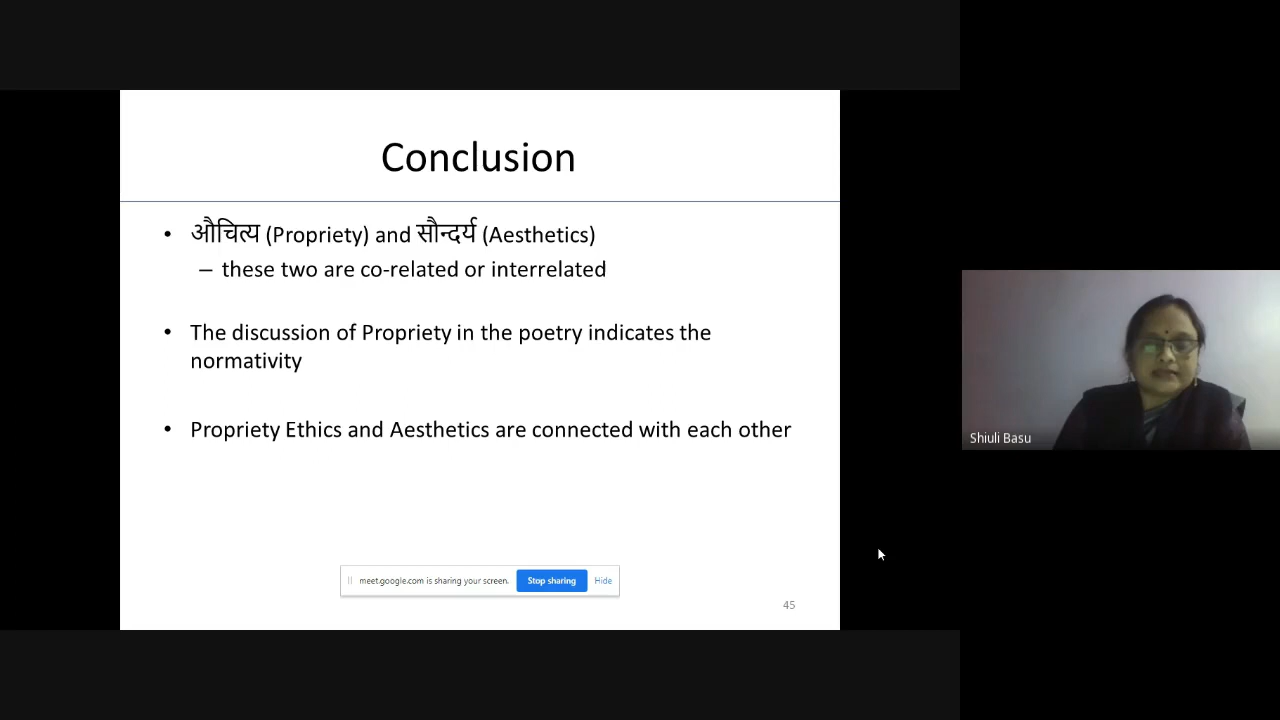 Conclusion
• औचित्य (Propriety) and सौन्दर्य (Aesthetics)
– these two are co-related or interrelated
• The discussion of Propriety in the poetry indicates the
normativity
• Propriety Ethics and Aesthetics are connected with each other
meet.google.com is sharing your screen. Stop sharing Hide
45
Shiuli Basu